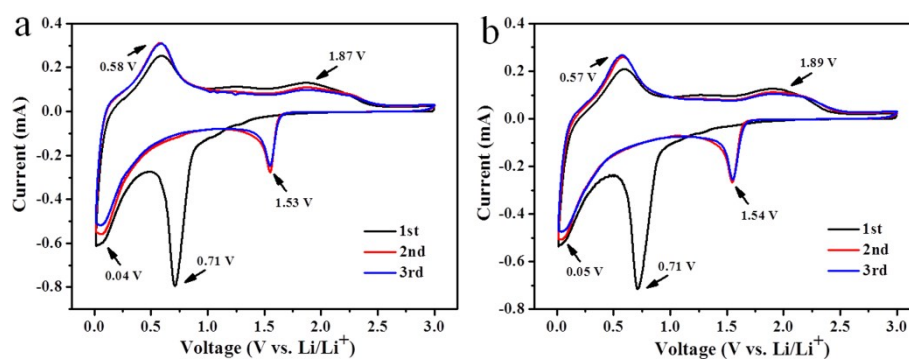 a
Current (mA)
0.4
0.2
0.0
-0.2
-0.4
-0.6
-0.8
0.58 V
1.87 V
1.53 V
0.04 V
0.71 V
1st
2nd
3rd
0.0 0.5 1.0 1.5 2.0 2.5 3.0
Voltage (V vs. Li/Li⁺)
b
Current (mA)
0.4
0.2
0.0
-0.2
-0.4
-0.6
-0.8
0.57 V
1.89 V
1.54 V
0.05 V
0.71 V
1st
2nd
3rd
0.0 0.5 1.0 1.5 2.0 2.5 3.0
Voltage (V vs. Li/Li⁺)